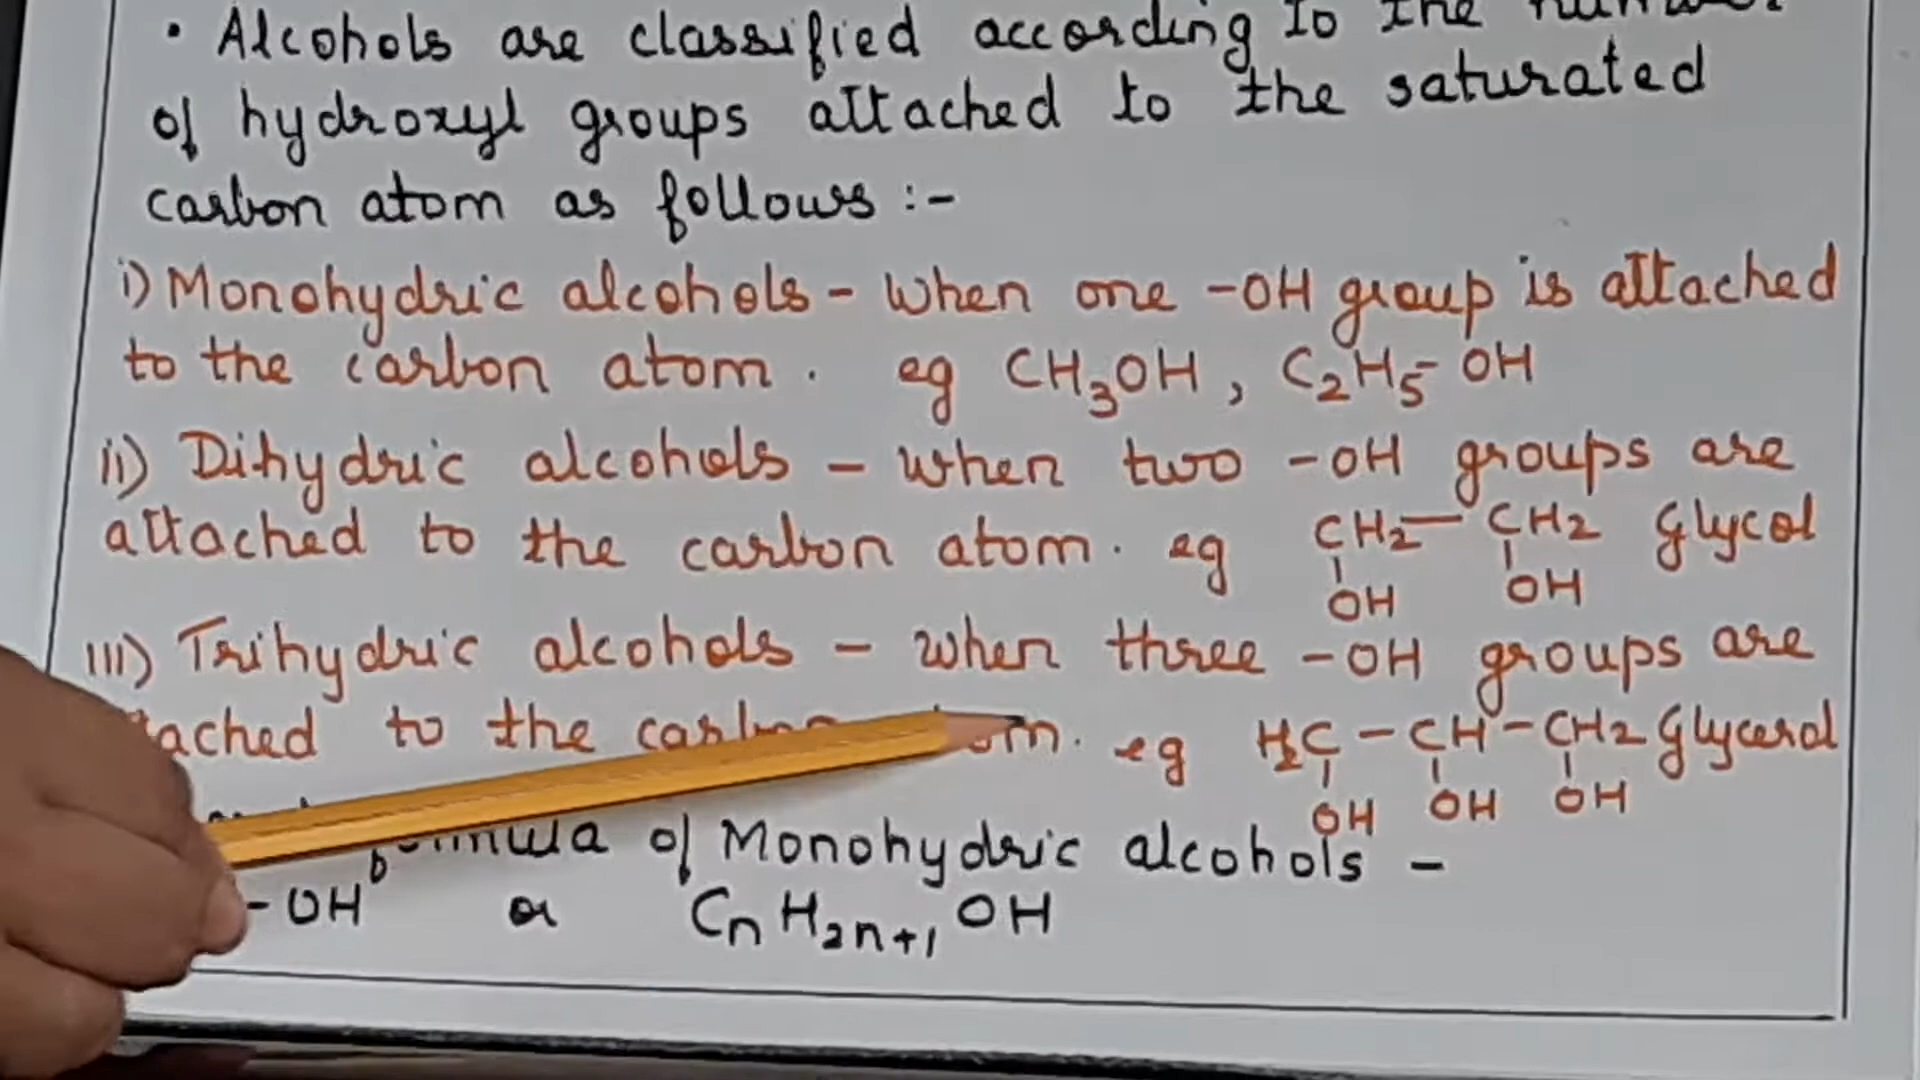 • Alcohols are classified according to the number
of hydroxyl groups attached to the saturated
carbon atom as follows :-
i) Monohydric alcohols - when one -OH group is attached
to the carbon atom. eg CH₃OH, C₂H₅-OH
ii) Dihydric alcohols - when two -OH groups are
attached to the carbon atom. eg CH₂-CH₂ Glycol
OH OH
III) Trihydric alcohols - when three -OH groups are
to the eg H₂C-CH-CH₂ Glycerol
OH OH OH
of Monohydric alcohols -
-OH or CnH2n+1OH